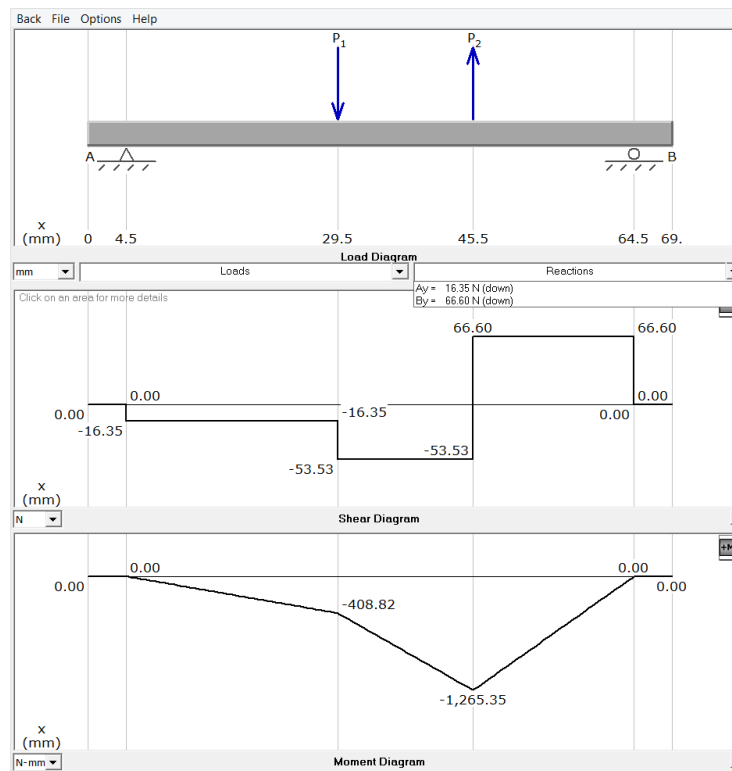 Back File Options Help
P1 P2
A B
x
(mm) 0 4.5 29.5 45.5 64.5 69.
Load Diagram
mm Loads Reactions
Ay = 16.35 N (down)
By = 66.60 N (down)
Click on an area for more details
66.60 66.60
0.00 0.00
0.00 -16.35 0.00
-16.35
-53.53 -53.53
x
(mm)
N Shear Diagram
+M
0.00 0.00
0.00 0.00
-408.82
-1,265.35
x
(mm)
N-mm Moment Diagram